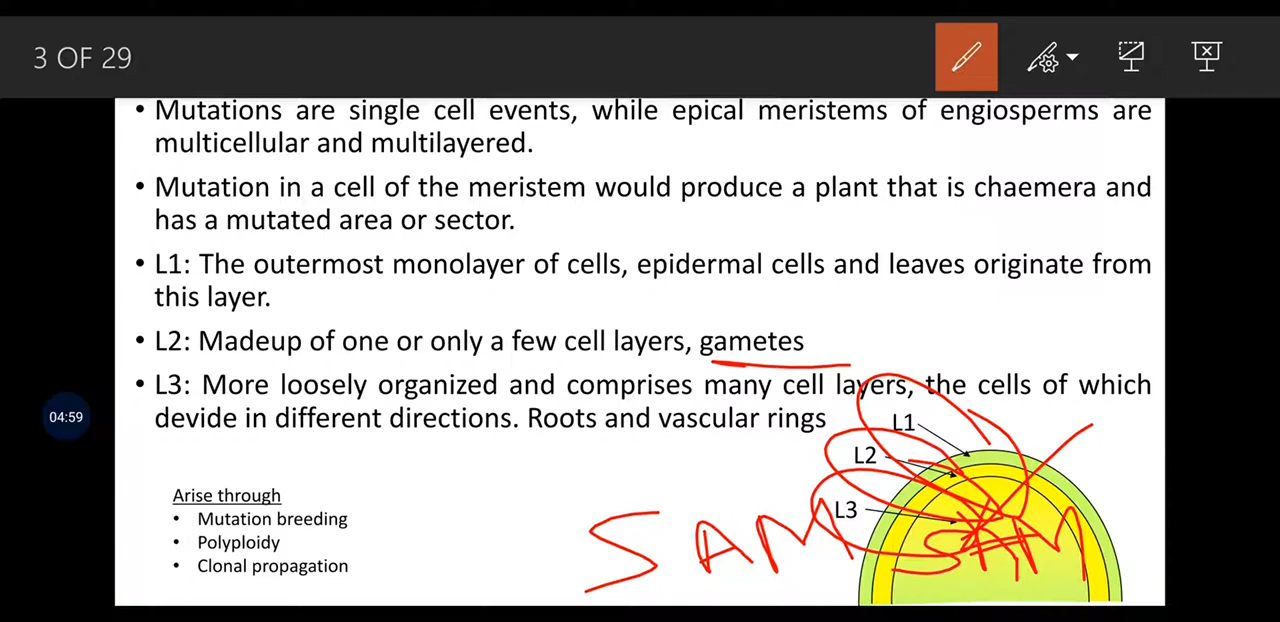 3 OF 29
• Mutations are single cell events, while epical meristems of engiosperms are
multicellular and multilayered.
• Mutation in a cell of the meristem would produce a plant that is chaemera and
has a mutated area or sector.
• L1: The outermost monolayer of cells, epidermal cells and leaves originate from
this layer.
• L2: Madeup of one or only a few cell layers, gametes
• L3: More loosely organized and comprises many cell layers, the cells of which
04:59
devide in different directions. Roots and vascular rings
L1
L2
L3
Arise through
• Mutation breeding
• Polyploidy
• Clonal propagation
SAM
SAM